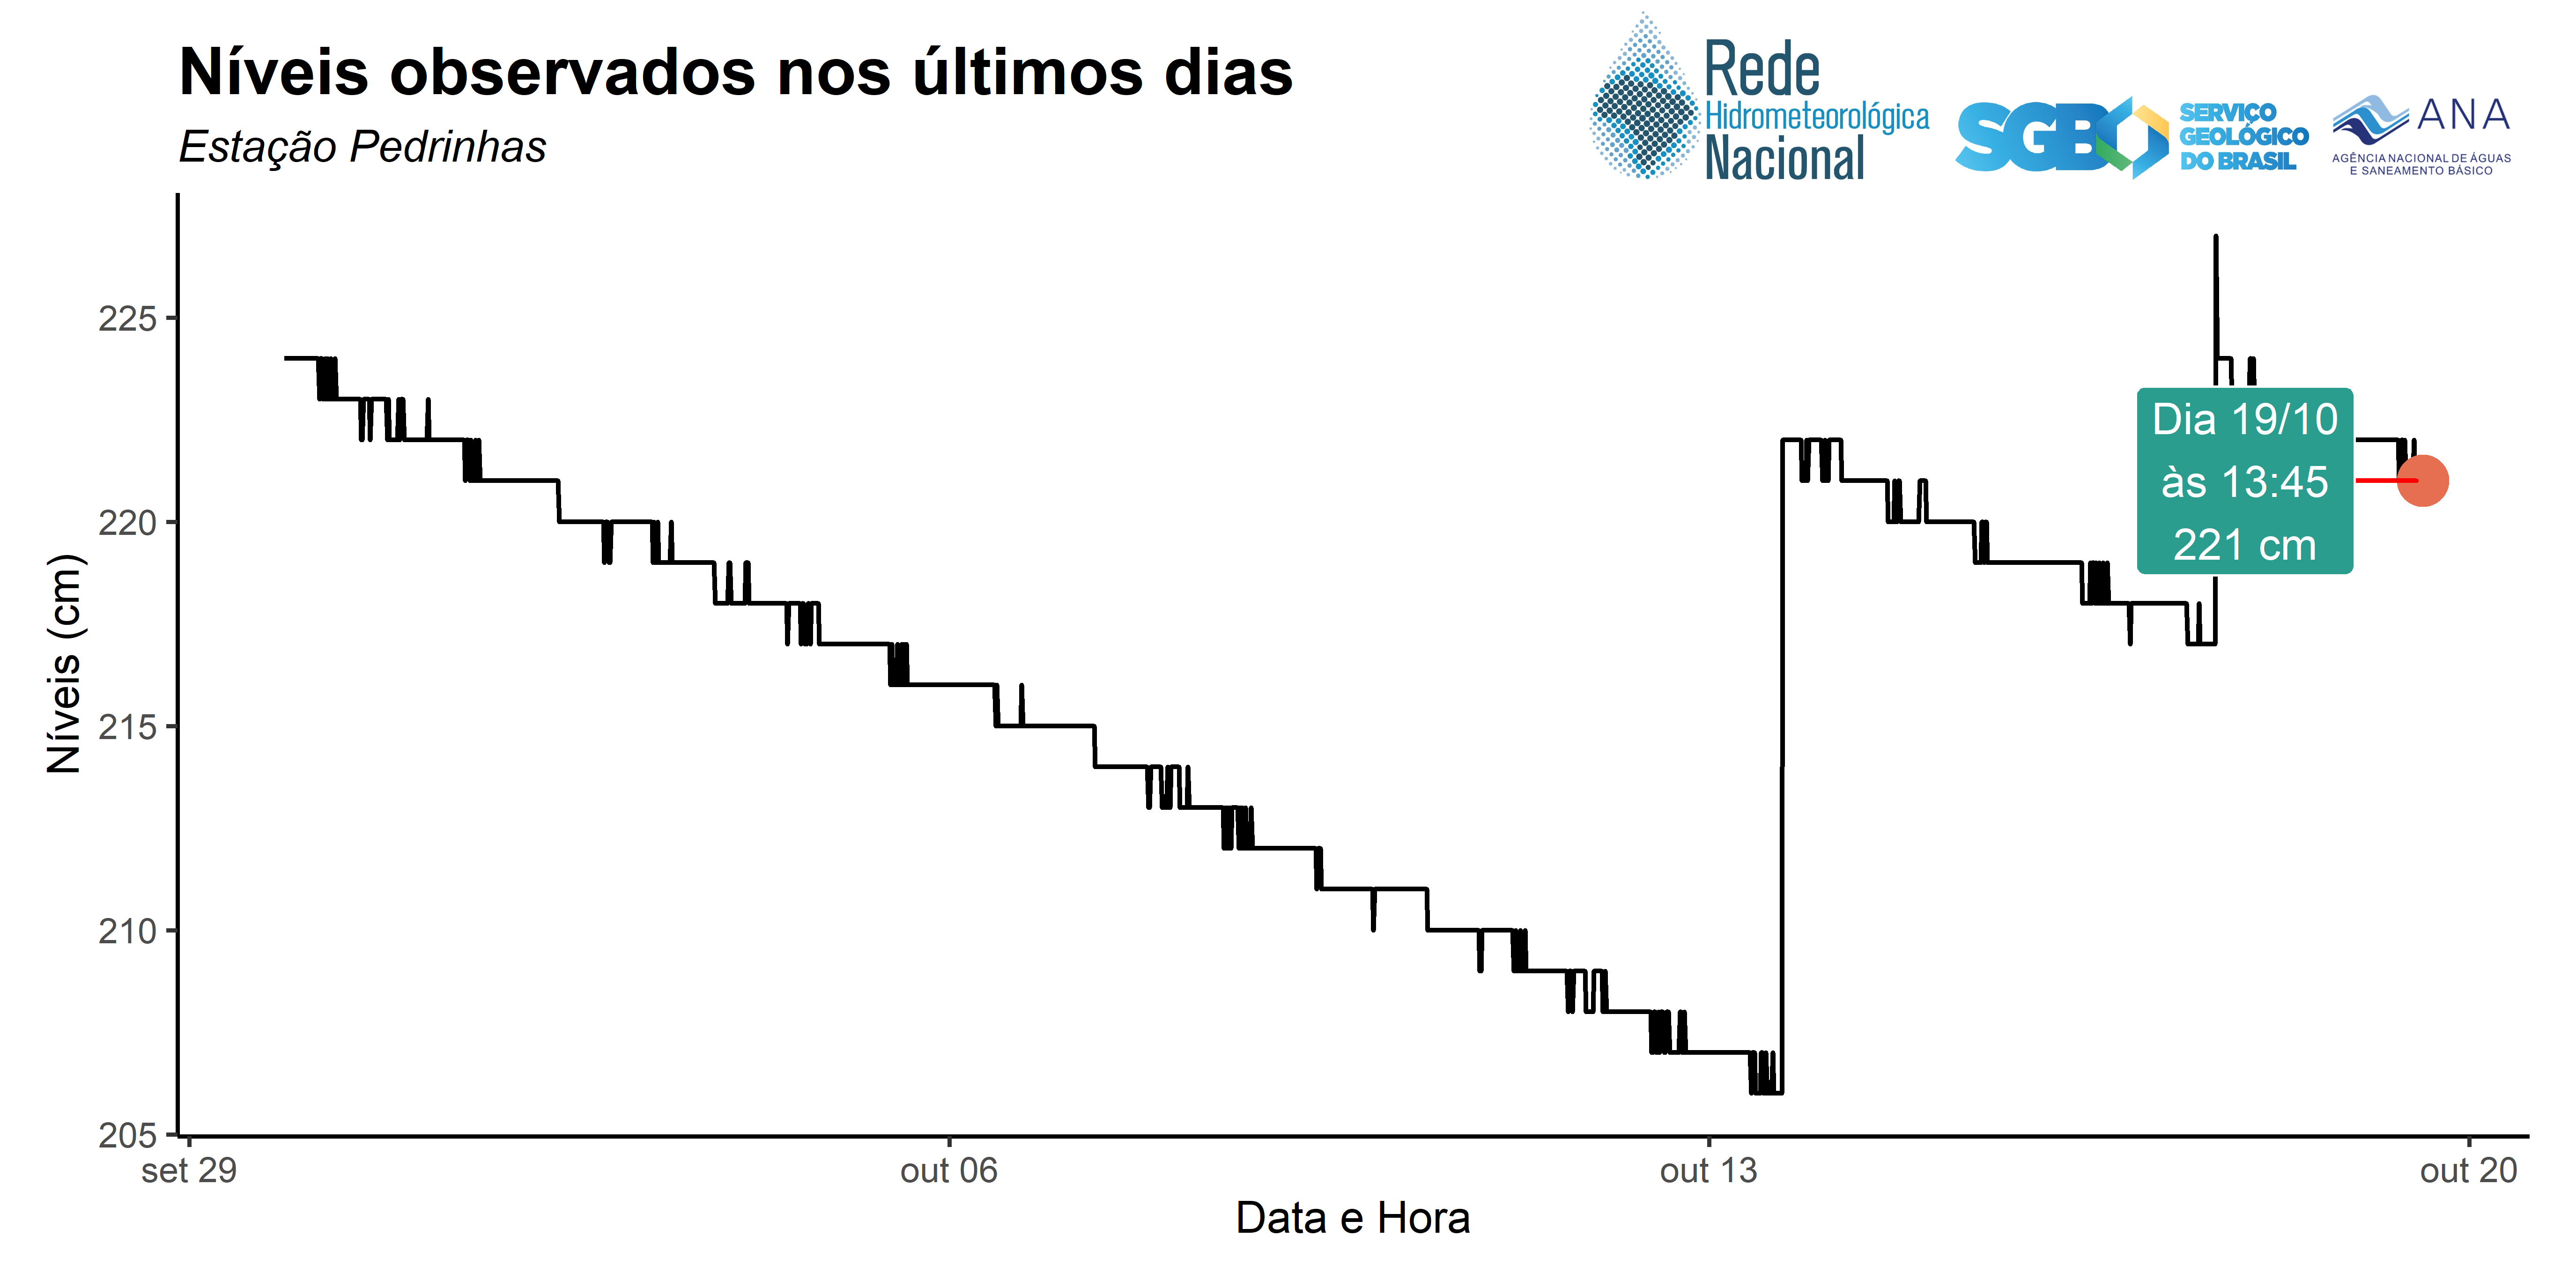 Níveis observados nos últimos dias
Estação Pedrinhas
Rede
Hidrometeorológica
Nacional
SGB
SERVIÇO
GEOLÓGICO
DO BRASIL
ANA
AGÊNCIA NACIONAL DE ÁGUAS
E SANEAMENTO BÁSICO
225
220
215
210
205
Níveis (cm)
Dia 19/10
às 13:45
221 cm
set 29
out 06
out 13
out 20
Data e Hora